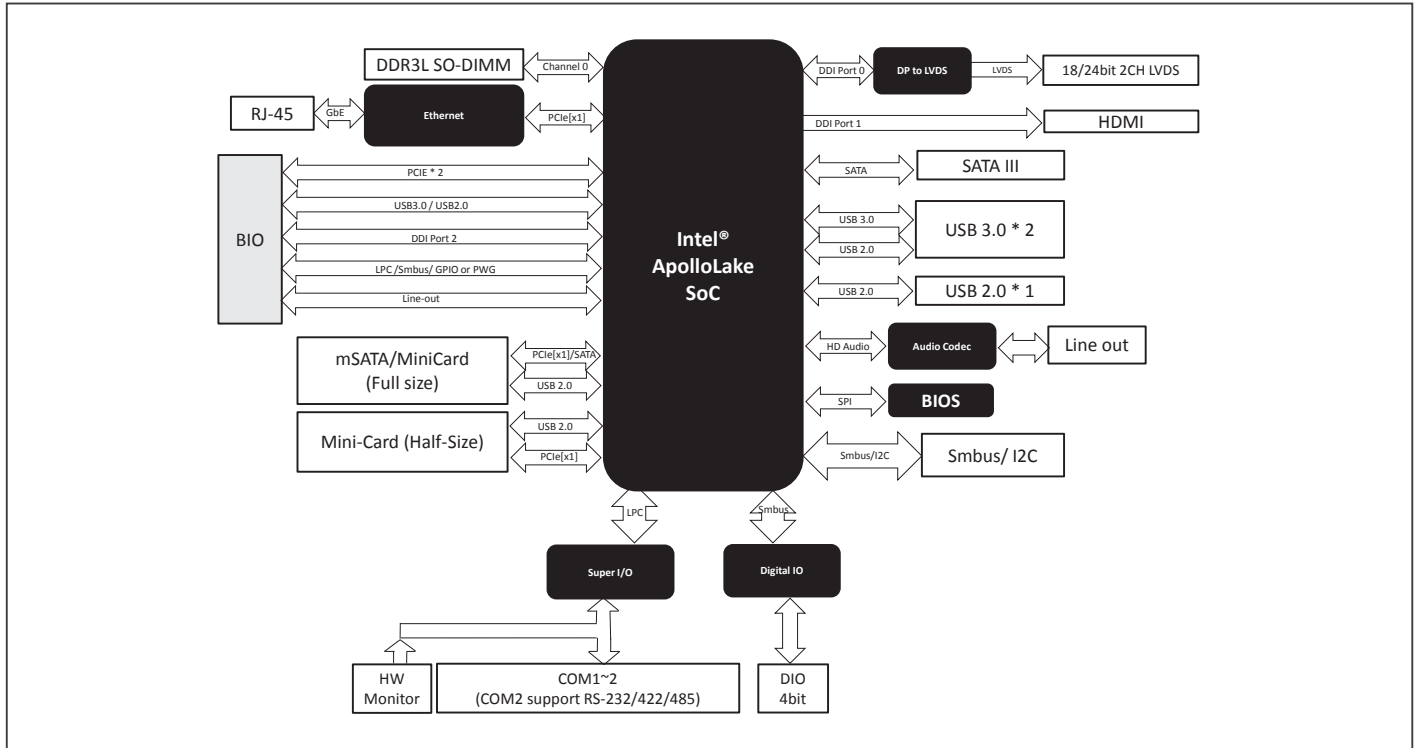 DDR3L SO-DIMM
Channel 0
RJ-45
GbE
Ethernet
PCIe[x1]
BIO
PCIE * 2
USB3.0 / USB2.0
DDI Port 2
LPC /Smbus/ GPIO or PWG
Line-out
mSATA/MiniCard
(Full size)
PCIe[x1]/SATA
USB 2.0
Mini-Card (Half-Size)
USB 2.0
PCIe[x1]
Intel®
ApolloLake
SoC
DDI Port 0
DP to LVDS
LVDS
18/24bit 2CH LVDS
DDI Port 1
HDMI
SATA
SATA III
USB 3.0
USB 2.0
USB 3.0 * 2
USB 2.0
USB 2.0 * 1
HD Audio
Audio Codec
Line out
SPI
BIOS
Smbus/I2C
Smbus/ I2C
LPC
Smbus
Super I/O
Digital IO
HW
Monitor
COM1~2
(COM2 support RS-232/422/485)
DIO
4bit